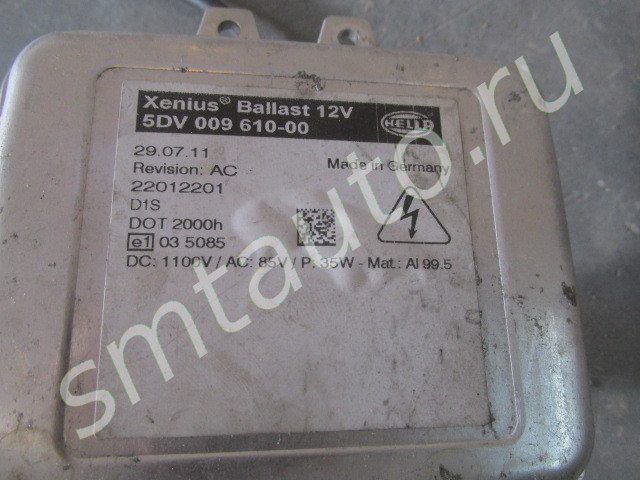 Xenius® Ballast 12V
5DV 009 610-00
HELLA
29.07.11
Made in Germany
Revision: AC
22012201
D1S
DOT 2000h
e1 03 5085
DC: 1100V / AC: 85V / P: 35W - Mat.: Al 99.5
smtauto.ru